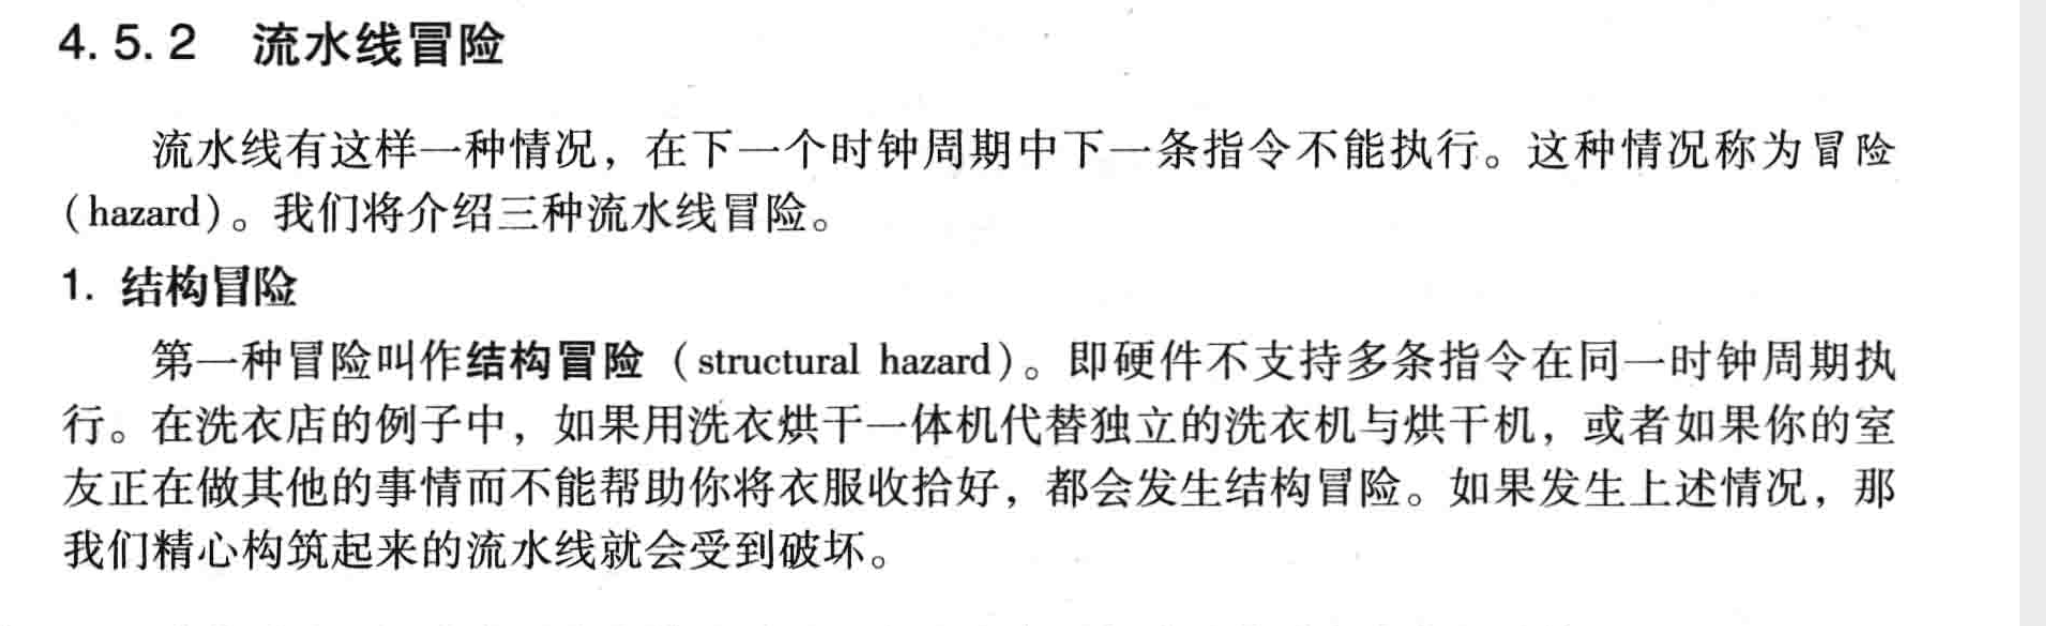 4.5.2 流水线冒险
流水线有这样一种情况，在下一个时钟周期中下一条指令不能执行。这种情况称为冒险
（hazard）。我们将介绍三种流水线冒险。
1. 结构冒险
第一种冒险叫作结构冒险（structural hazard）。即硬件不支持多条指令在同一时钟周期执
行。在洗衣店的例子中，如果用洗衣烘干一体机代替独立的洗衣机与烘干机，或者如果你的室
友正在做其他的事情而不能帮助你将衣服收拾好，都会发生结构冒险。如果发生上述情况，那
我们精心构筑起来的流水线就会受到破坏。